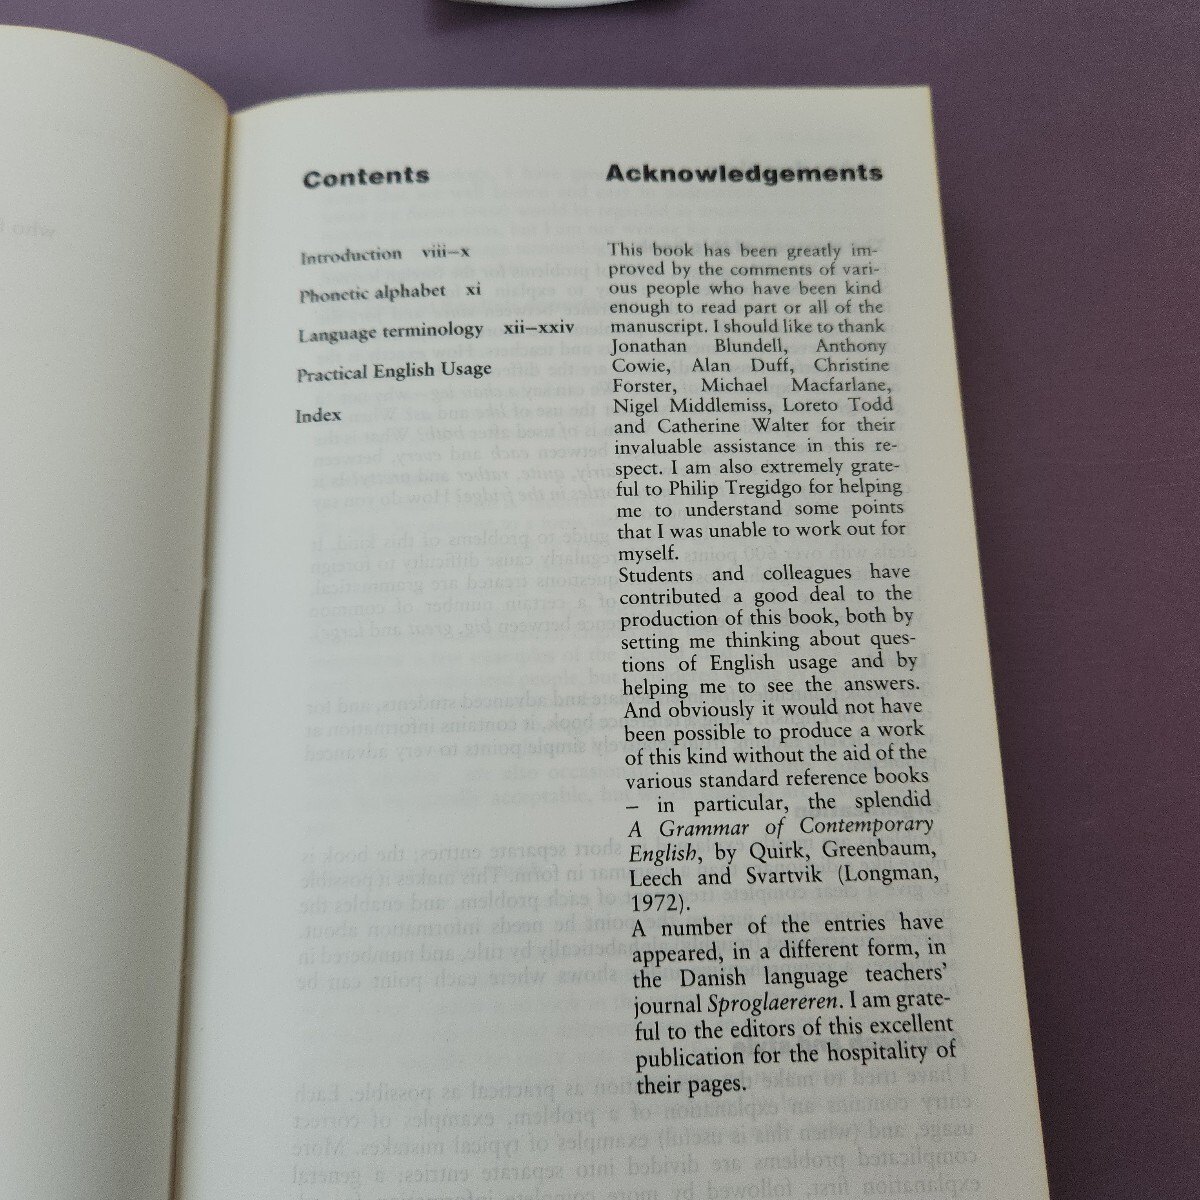 Contents
Introduction viii–x
Phonetic alphabet xi
Language terminology xii–xxiv
Practical English Usage
Index
Acknowledgements
This book has been greatly im-
proved by the comments of vari-
ous people who have been kind
enough to read part or all of the
manuscript. I should like to thank
Jonathan Blundell, Anthony
Cowie, Alan Duff, Christine
Forster, Michael Macfarlane,
Nigel Middlemiss, Loreto Todd
and Catherine Walter for their
invaluable assistance in this re-
spect. I am also extremely grate-
ful to Philip Tregidgo for helping
me to understand some points
that I was unable to work out for
myself.
Students and colleagues have
contributed a good deal to the
production of this book, both by
setting me thinking about ques-
tions of English usage and by
helping me to see the answers.
And obviously it would not have
been possible to produce a work
of this kind without the aid of the
various standard reference books
– in particular, the splendid
A Grammar of Contemporary
English, by Quirk, Greenbaum,
Leech and Svartvik (Longman,
1972).
A number of the entries have
appeared, in a different form, in
the Danish language teachers'
journal Sproglaereren. I am grate-
ful to the editors of this excellent
publication for the hospitality of
their pages.